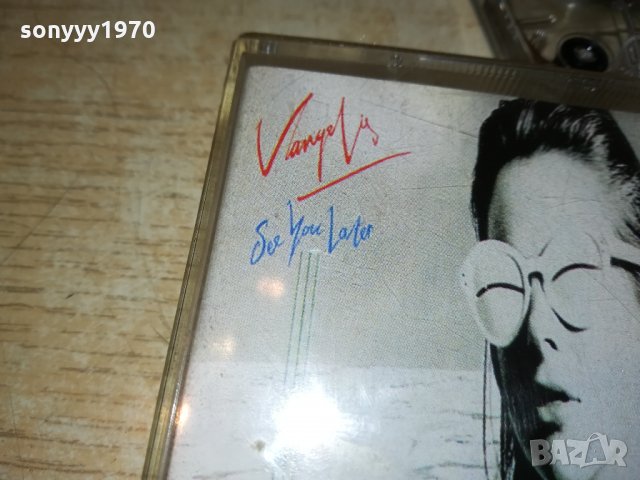 sonyyy1970
Vangelis
See You Later
BAZAR